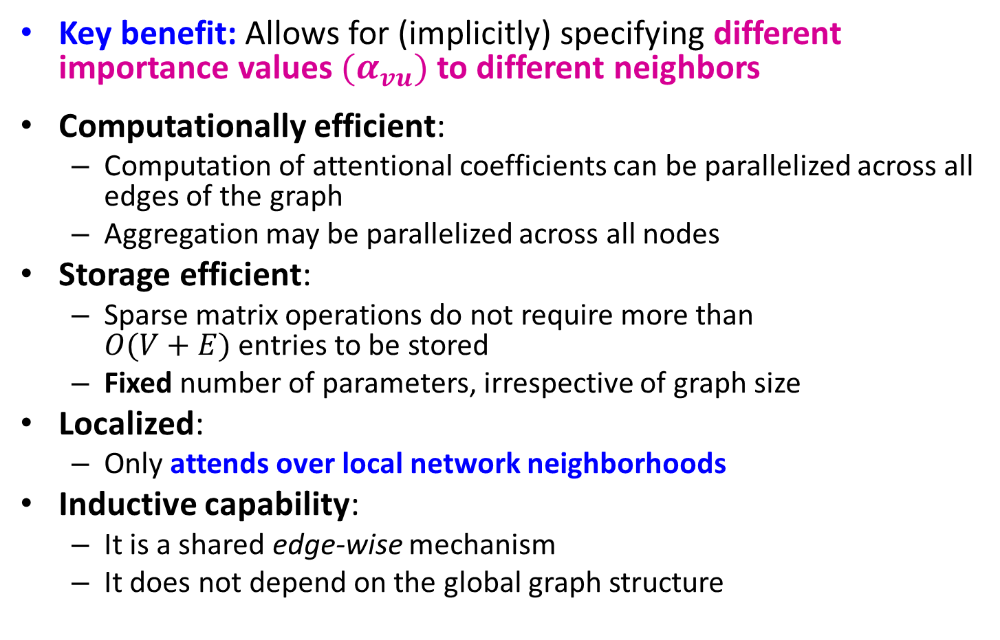 • Key benefit: Allows for (implicitly) specifying different
importance values (𝜶𝒗𝒖) to different neighbors
• Computationally efficient:
– Computation of attentional coefficients can be parallelized across all
edges of the graph
– Aggregation may be parallelized across all nodes
• Storage efficient:
– Sparse matrix operations do not require more than
𝑂(𝑉 + 𝐸) entries to be stored
– Fixed number of parameters, irrespective of graph size
• Localized:
– Only attends over local network neighborhoods
• Inductive capability:
– It is a shared edge-wise mechanism
– It does not depend on the global graph structure